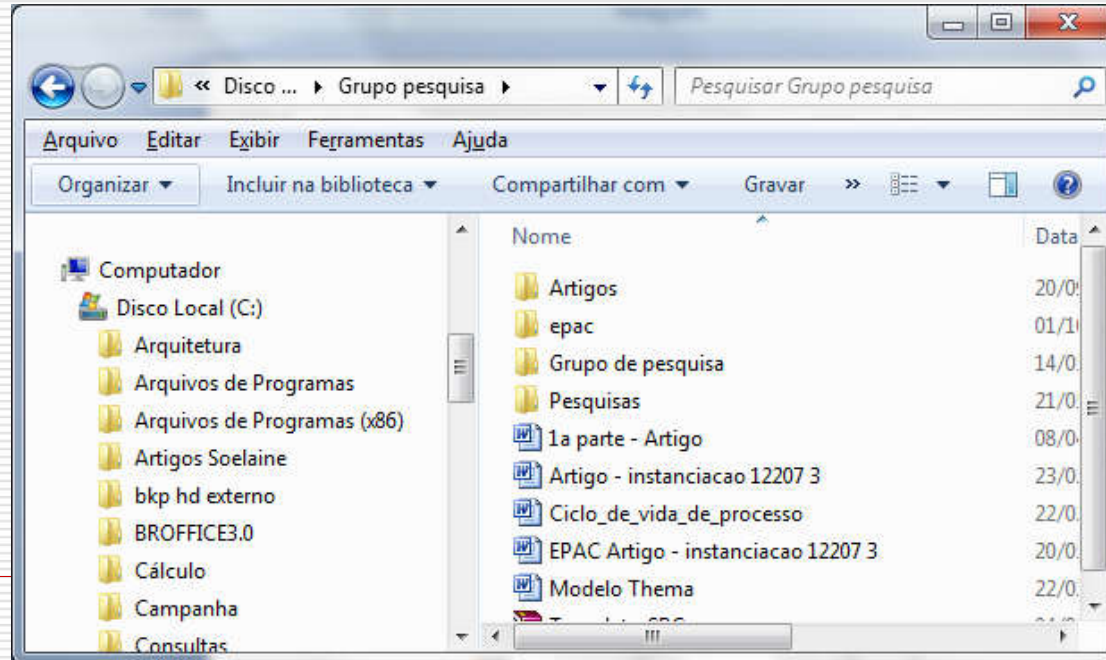 « Disco ... Grupo pesquisa
Pesquisar Grupo pesquisa
Arquivo Editar Exibir Ferramentas Ajuda
Organizar Incluir na biblioteca Compartilhar com Gravar »
Computador
Disco Local (C:)
Arquitetura
Arquivos de Programas
Arquivos de Programas (x86)
Artigos Soelaine
bkp hd externo
BROFFICE3.0
Cálculo
Campanha
Consultas
Nome Data
Artigos 20/0
epac 01/1
Grupo de pesquisa 14/0
Pesquisas 21/0
1a parte - Artigo 08/0
Artigo - instanciacao 12207 3 23/0
Ciclo_de_vida_de_processo 22/0
EPAC Artigo - instanciacao 12207 3 20/0
Modelo Thema 22/0